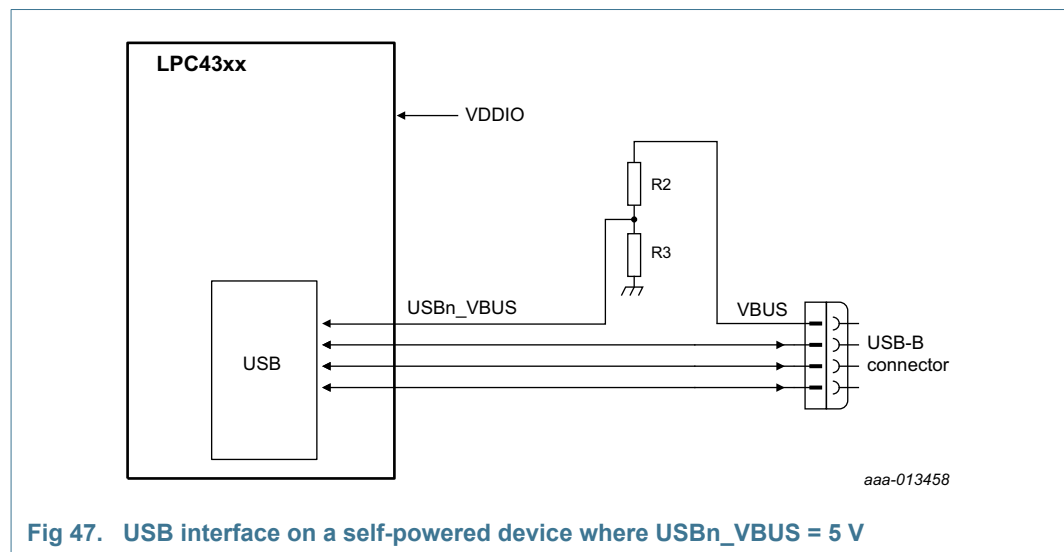 LPC43xx
VDDIO
R2
R3
USBn_VBUS
VBUS
USB
USB-B
connector
aaa-013458
Fig 47. USB interface on a self-powered device where USBn_VBUS = 5 V